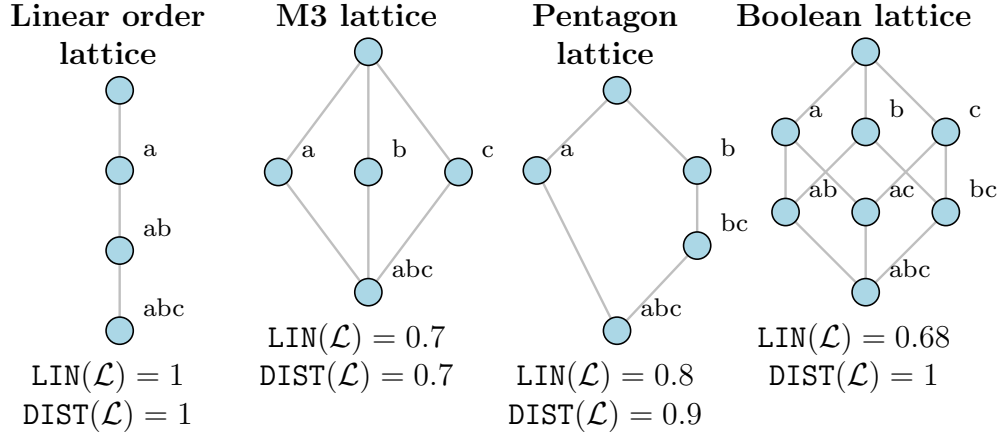 Linear order
lattice
a
ab
abc
LIN(ℒ) = 1
DIST(ℒ) = 1
M3 lattice
a
b
c
abc
LIN(ℒ) = 0.7
DIST(ℒ) = 0.7
Pentagon
lattice
a
b
bc
abc
LIN(ℒ) = 0.8
DIST(ℒ) = 0.9
Boolean lattice
a
b
c
ab
ac
bc
abc
LIN(ℒ) = 0.68
DIST(ℒ) = 1